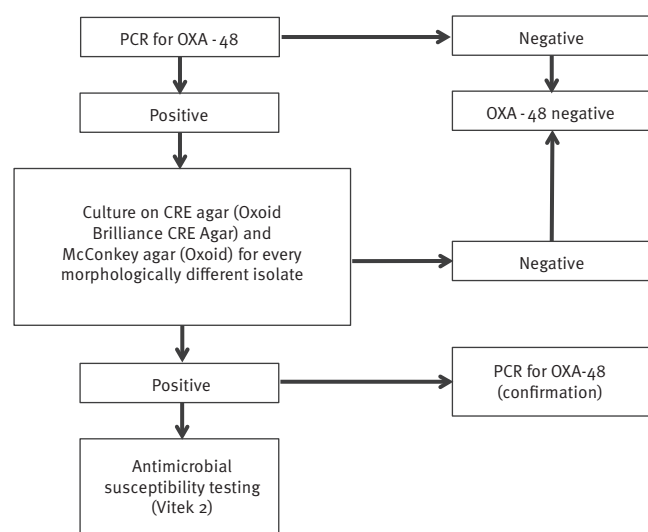 PCR for OXA - 48
Negative
Positive
OXA - 48 negative
Culture on CRE agar (Oxoid
Brilliance CRE Agar) and
McConkey agar (Oxoid) for every
morphologically different isolate
Negative
Positive
PCR for OXA-48
(confirmation)
Antimicrobial
susceptibility testing
(Vitek 2)